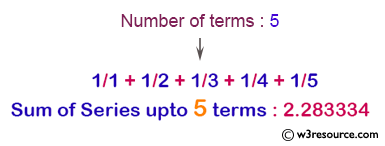 Number of terms : 5
1/1 + 1/2 + 1/3 + 1/4 + 1/5
Sum of Series upto 5 terms : 2.283334
© w3resource.com